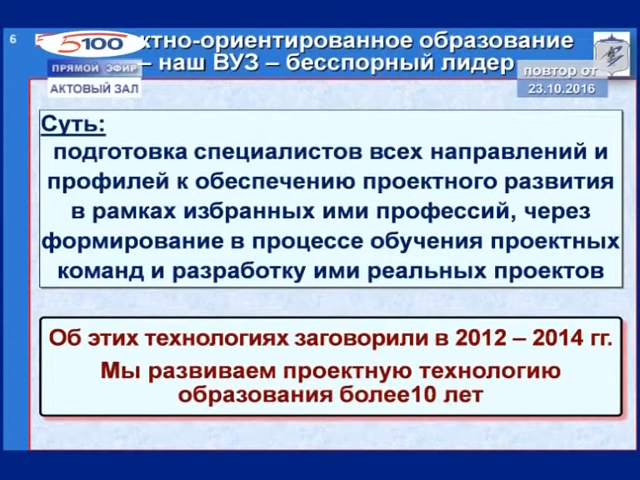 6
5100
ктно-ориентированное образование
– наш ВУЗ – бесспорный лидер
ПРЯМОЙ ЭФИР
АКТОВЫЙ ЗАЛ
повтор от
23.10.2016
Суть:
подготовка специалистов всех направлений и
профилей к обеспечению проектного развития
в рамках избранных ими профессий, через
формирование в процессе обучения проектных
команд и разработку ими реальных проектов
Об этих технологиях заговорили в 2012 – 2014 гг.
Мы развиваем проектную технологию
образования более10 лет